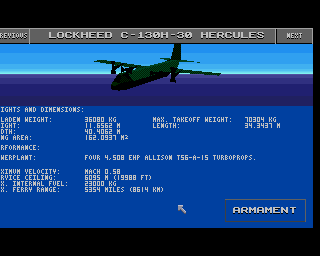 REVIOUS LOCKHEED C-130H-30 HERCULES NEXT
IGHTS AND DIMENSIONS:
LADEN WEIGHT: 36080 KG MAX. TAKEOFF WEIGHT: 70304 KG
IGHT: 11.6562 M LENGTH: 34.3437 M
DTH: 40.4062 M
NG AREA: 162.0937 M²
RFORMANCE:
WERPLANT: FOUR 4,508 EHP ALLISON T56-A-15 TURBOPROPS.
XIMUM VELOCITY: MACH 0.58
RVICE CEILING: 6095 M (19988 FT)
X. INTERNAL FUEL: 23000 KG
X. FERRY RANGE: 5354 MILES (8614 KM)
ARMAMENT